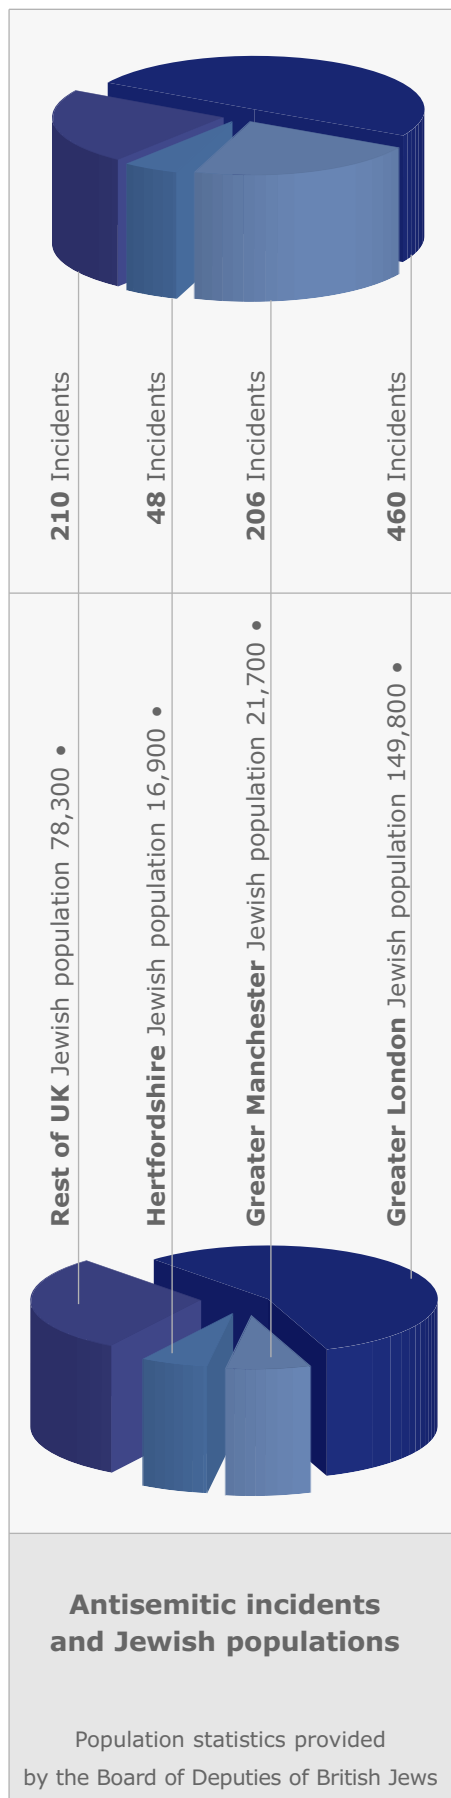 210 Incidents
48 Incidents
206 Incidents
460 Incidents
Rest of UK Jewish population 78,300 •
Hertfordshire Jewish population 16,900 •
Greater Manchester Jewish population 21,700 •
Greater London Jewish population 149,800 •
Antisemitic incidents
and Jewish populations
Population statistics provided
by the Board of Deputies of British Jews